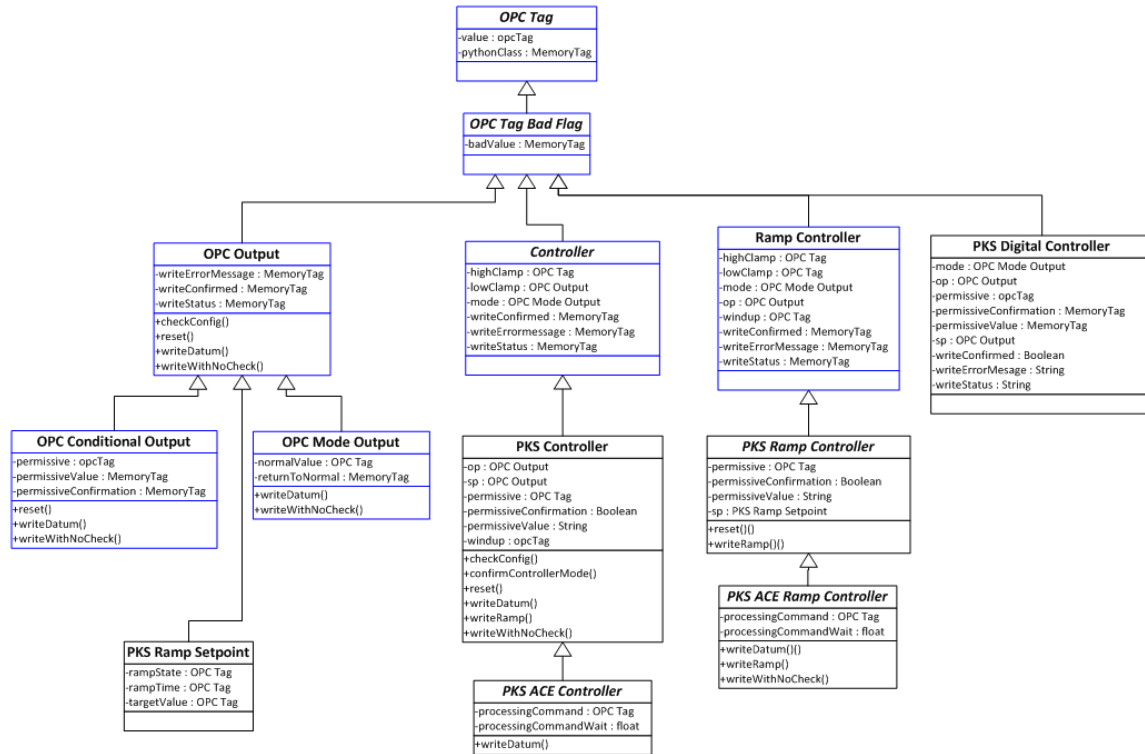 OPC Tag
-value : opcTag
-pythonClass : MemoryTag
OPC Tag Bad Flag
-badValue : MemoryTag
OPC Output
-writeErrorMessage : MemoryTag
-writeConfirmed : MemoryTag
-writeStatus : MemoryTag
+checkConfig()
+reset()
+writeDatum()
+writeWithNoCheck()
Controller
-highClamp : OPC Tag
-lowClamp : OPC Output
-mode : OPC Mode Output
-writeConfirmed : MemoryTag
-writeErrormessage : MemoryTag
-writeStatus : MemoryTag
Ramp Controller
-highClamp : OPC Tag
-lowClamp : OPC Tag
-mode : OPC Mode Output
-op : OPC Output
-windup : OPC Tag
-writeConfirmed : MemoryTag
-writeErrorMessage : MemoryTag
-writeStatus : MemoryTag
PKS Digital Controller
-mode : OPC Mode Output
-op : OPC Output
-permissive : opcTag
-permissiveConfirmation : MemoryTag
-permissiveValue : MemoryTag
-sp : OPC Output
-writeConfirmed : Boolean
-writeErrorMesage : String
-writeStatus : String
OPC Conditional Output
-permissive : opcTag
-permissiveValue : MemoryTag
-permissiveConfirmation : MemoryTag
+reset()
+writeDatum()
+writeWithNoCheck()
OPC Mode Output
-normalValue : OPC Tag
-returnToNormal : MemoryTag
+writeDatum()
+writeWithNoCheck()
PKS Controller
-op : OPC Output
-sp : OPC Output
-permissive : OPC Tag
-permissiveConfirmation : Boolean
-permissiveValue : String
-windup : opcTag
+checkConfig()
+confirmControllerMode()
+reset()
+writeDatum()
+writeRamp()
+writeWithNoCheck()
PKS Ramp Controller
-permissive : OPC Tag
-permissiveConfirmation : Boolean
-permissiveValue : String
-sp : PKS Ramp Setpoint
+reset()()
+writeRamp()()
PKS ACE Ramp Controller
-processingCommand : OPC Tag
-processingCommandWait : float
+writeDatum()()
+writeRamp()
+writeWithNoCheck()
PKS Ramp Setpoint
-rampState : OPC Tag
-rampTime : OPC Tag
-targetValue : OPC Tag
PKS ACE Controller
-processingCommand : OPC Tag
-processingCommandWait : float
+writeDatum()